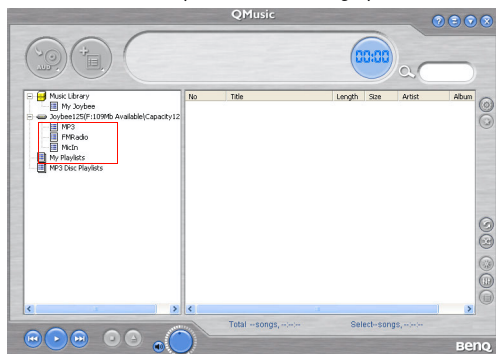 QMusic
AUD
00:00
Music Library
My Joybee
Joybee125(F:109Mb Available\Capacity12
MP3
FMRadio
MicIn
My Playlists
MP3 Disc Playlists
No Title Length Size Artist Album
Total --songs, --:--:-- Select--songs, --:--:--
BenQ